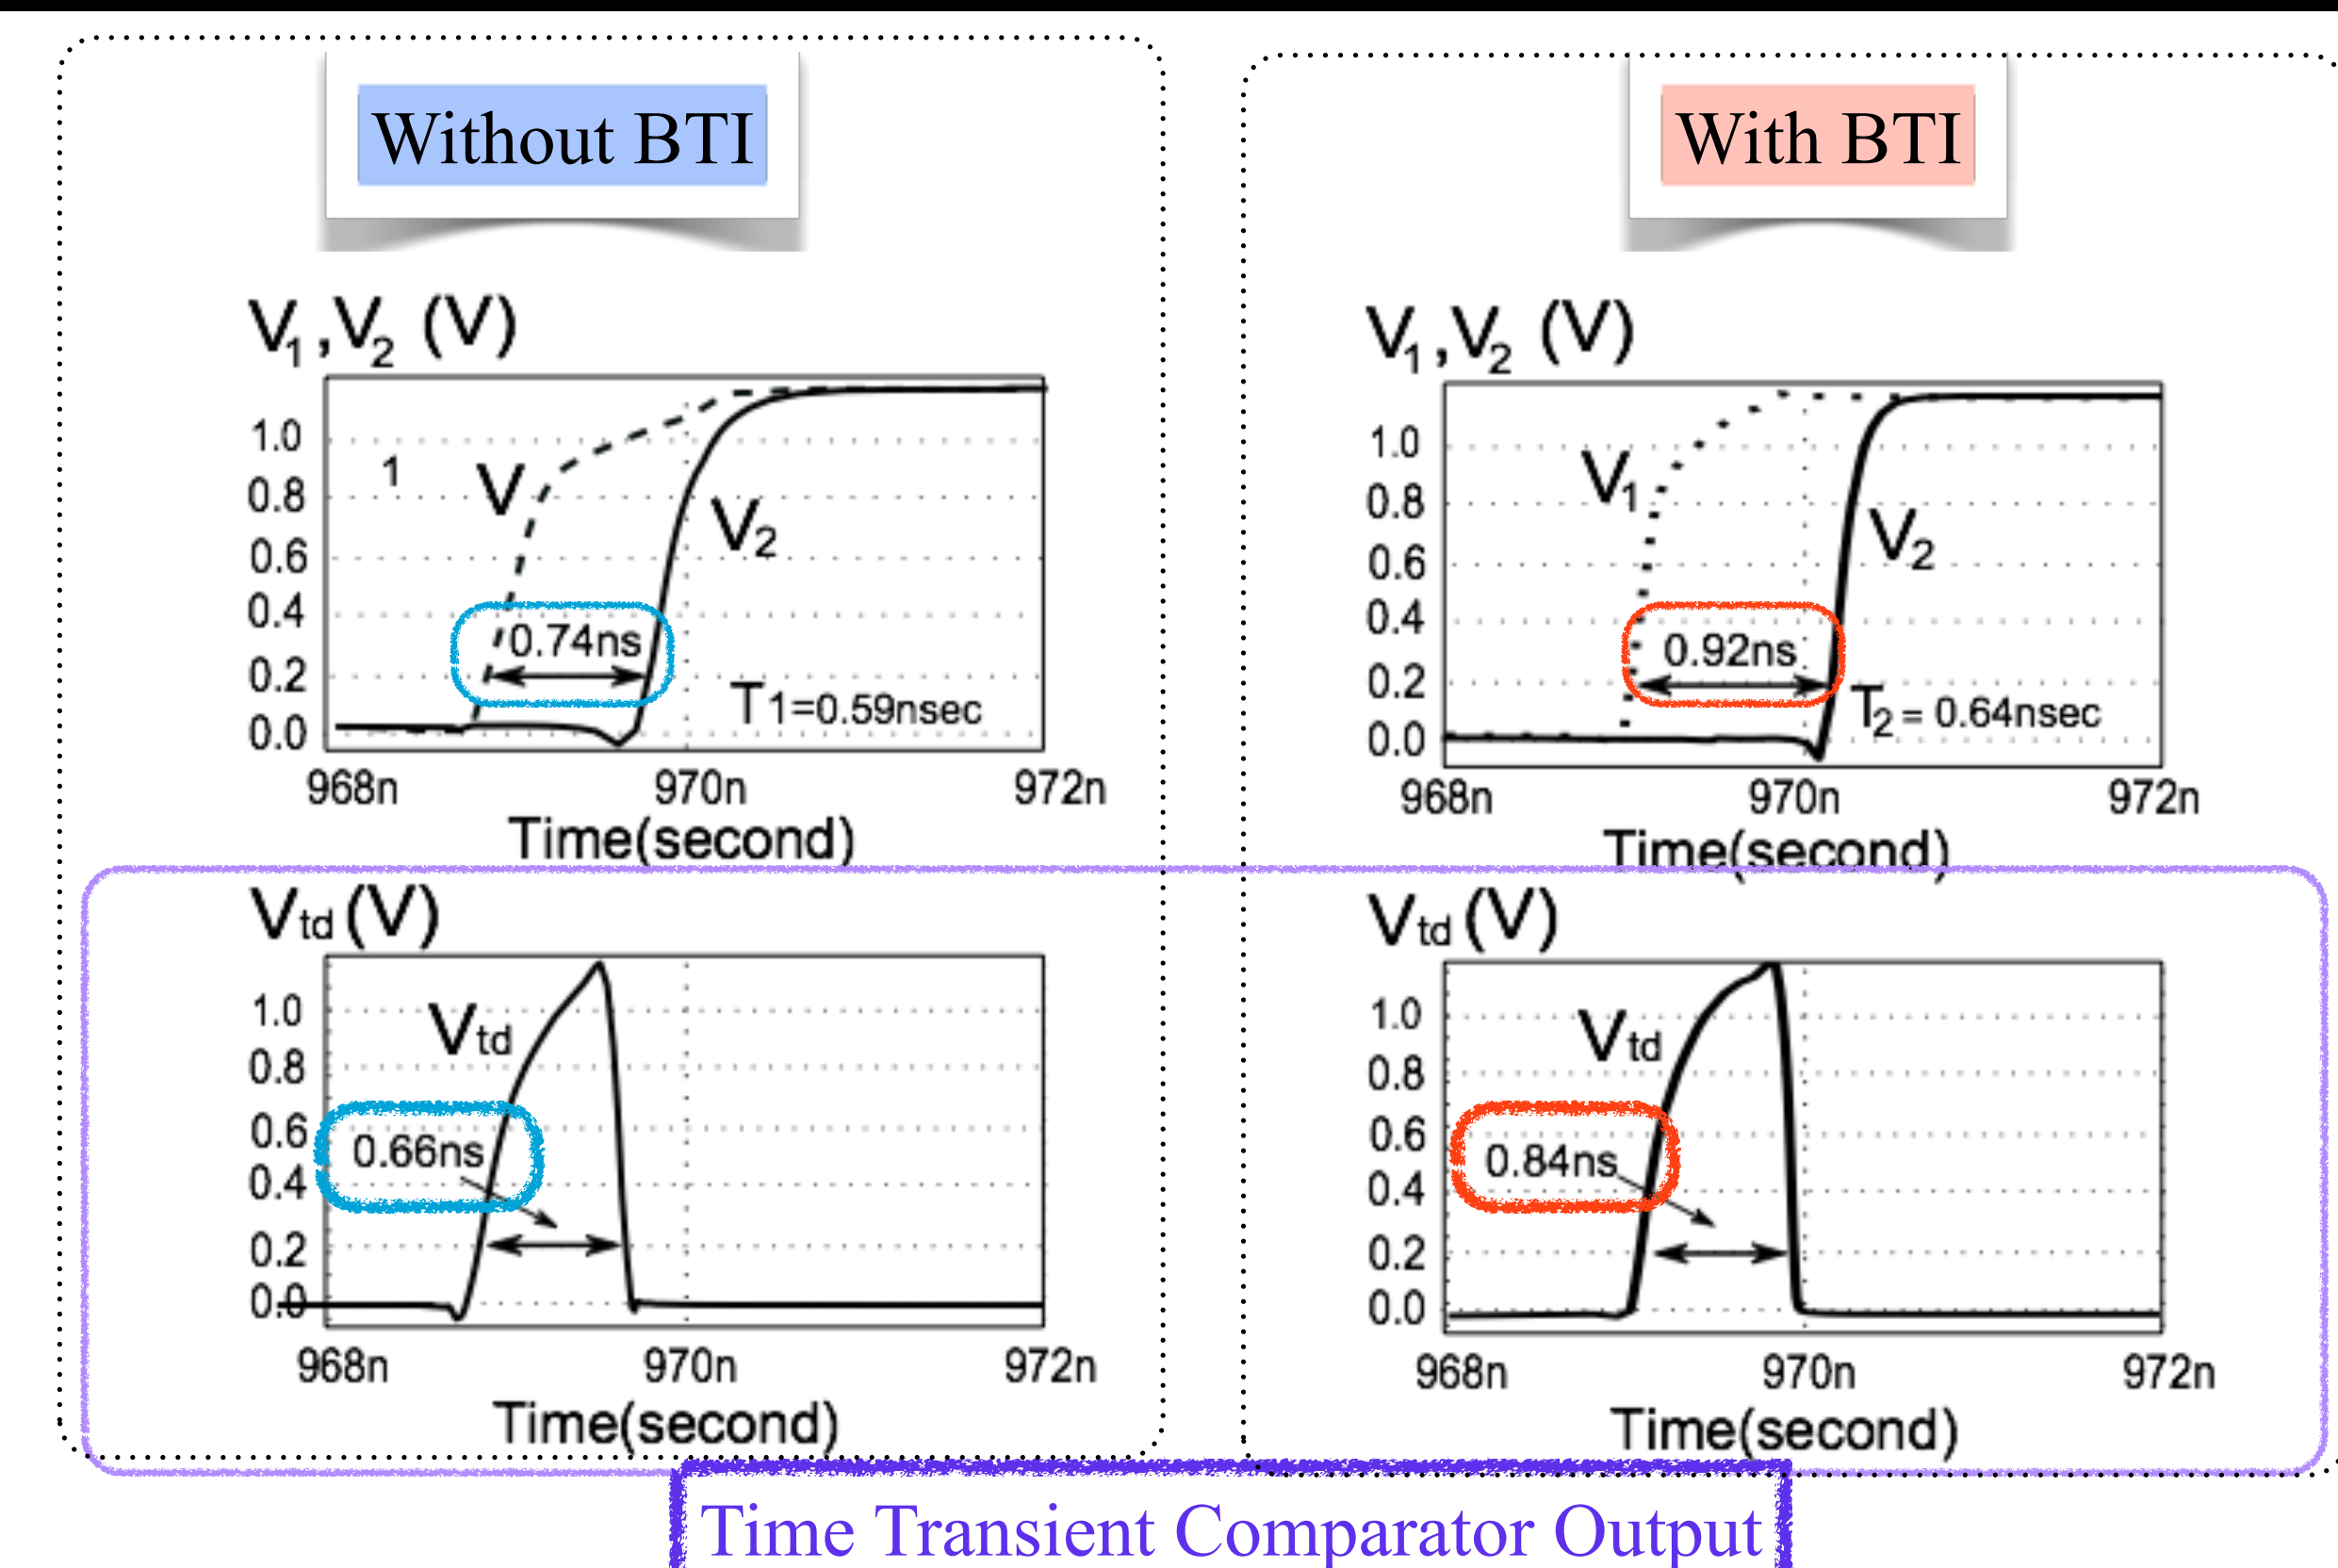 Without BTI
V1,V2 (V)
1.0
0.8
0.6
0.4
0.2
0.0
1
V
V2
0.74ns
T1=0.59nsec
968n 970n 972n
Time(second)
Vtd (V)
1.0
0.8
0.6
0.4
0.2
0.0
Vtd
0.66ns
968n 970n 972n
Time(second)
With BTI
V1,V2 (V)
1.0
0.8
0.6
0.4
0.2
0.0
V1
V2
0.92ns
T2 = 0.64nsec
968n 970n 972n
Time(second)
Vtd (V)
1.0
0.8
0.6
0.4
0.2
0.0
Vtd
0.84ns
968n 970n 972n
Time(second)
Time Transient Comparator Output